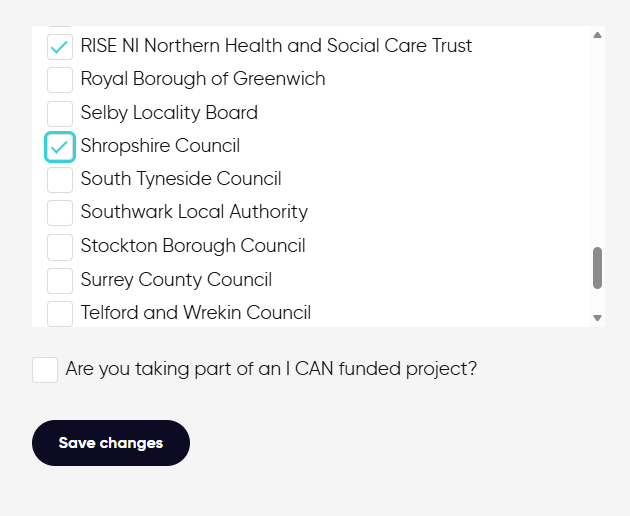 RISE NI Northern Health and Social Care Trust
Royal Borough of Greenwich
Selby Locality Board
Shropshire Council
South Tyneside Council
Southwark Local Authority
Stockton Borough Council
Surrey County Council
Telford and Wrekin Council
Are you taking part of an I CAN funded project?
Save changes